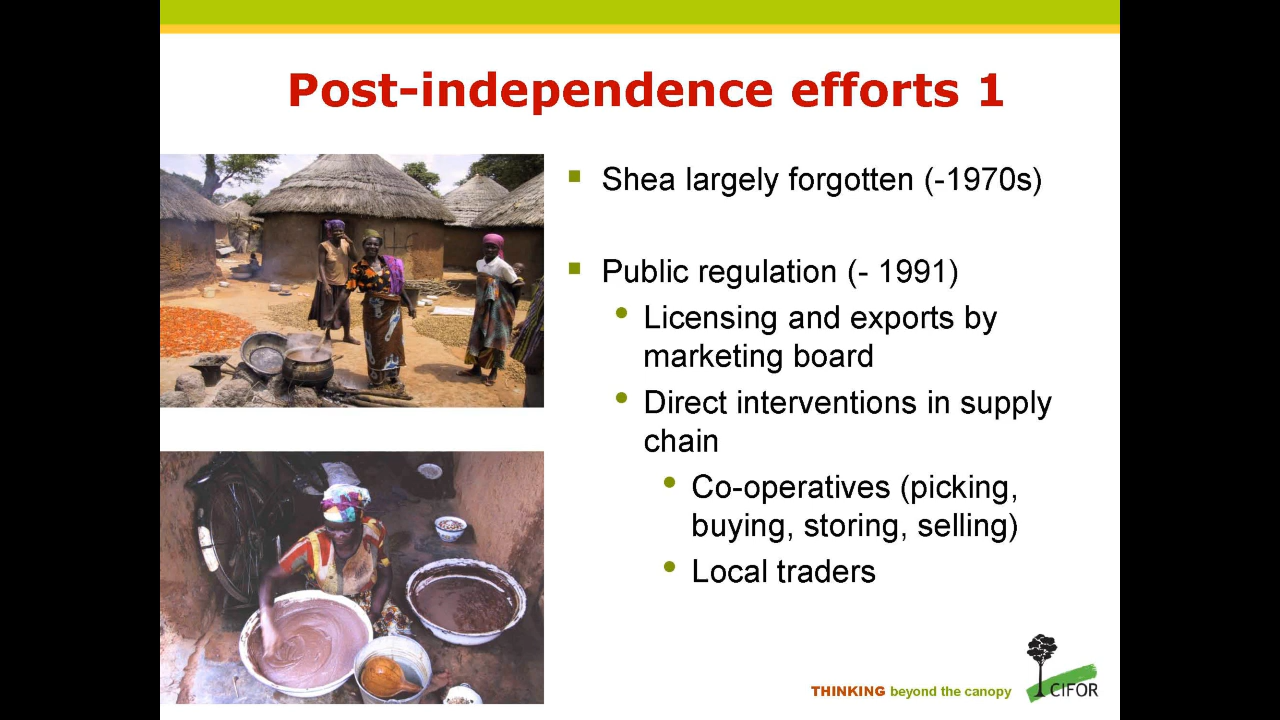 Post-independence efforts 1
Shea largely forgotten (-1970s)
Public regulation (- 1991)
Licensing and exports by
marketing board
Direct interventions in supply
chain
Co-operatives (picking,
buying, storing, selling)
Local traders
THINKING beyond the canopy
CIFOR